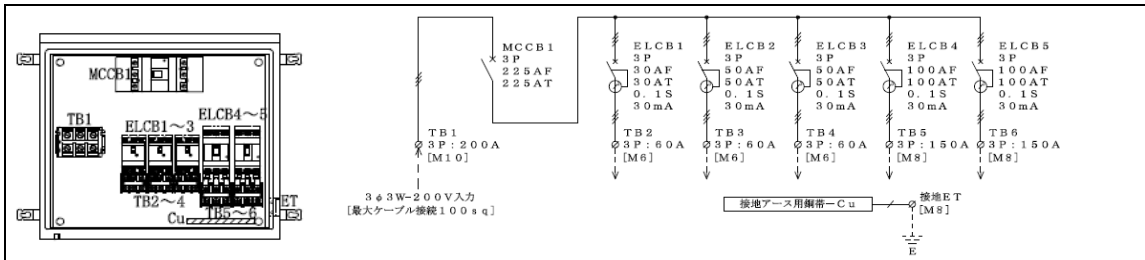 MCCB1
TB1
ELCB1～3
ELCB4～5
TB2～4
TB5～6
Cu
ET
MCCB1
3P
225AF
225AT
TB1
3P:200A
[M10]
3φ3W-200V入力
[最大ケーブル接続100sq]
ELCB1
3P
30AF
30AT
0.1S
30mA
TB2
3P:60A
[M6]
ELCB2
3P
50AF
50AT
0.1S
30mA
TB3
3P:60A
[M6]
ELCB3
3P
50AF
50AT
0.1S
30mA
TB4
3P:60A
[M6]
ELCB4
3P
100AF
100AT
0.1S
30mA
TB5
3P:150A
[M8]
ELCB5
3P
100AF
100AT
0.1S
30mA
TB6
3P:150A
[M8]
接地アース用銅帯-Cu
接地ET
[M8]
E